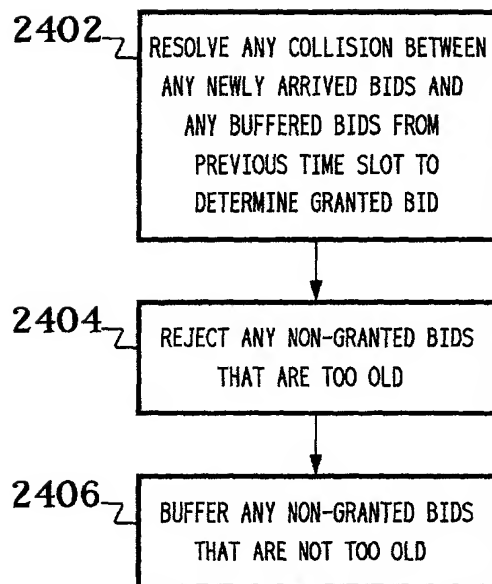 2402
RESOLVE ANY COLLISION BETWEEN
ANY NEWLY ARRIVED BIDS AND
ANY BUFFERED BIDS FROM
PREVIOUS TIME SLOT TO
DETERMINE GRANTED BID
2404
REJECT ANY NON-GRANTED BIDS
THAT ARE TOO OLD
2406
BUFFER ANY NON-GRANTED BIDS
THAT ARE NOT TOO OLD